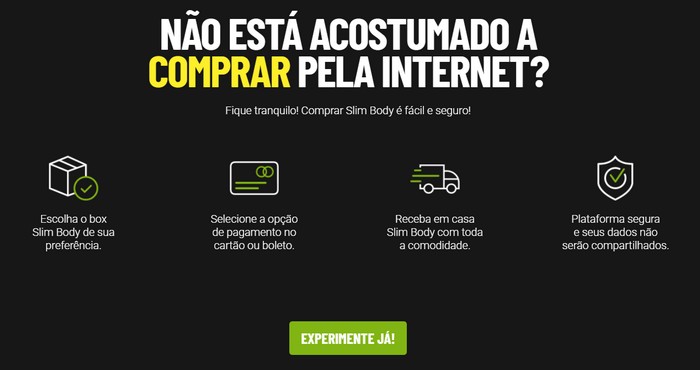 NÃO ESTÁ ACOSTUMADO A
COMPRAR PELA INTERNET?
Fique tranquilo! Comprar Slim Body é fácil e seguro!
Escolha o box
Slim Body de sua
preferência.
Selecione a opção
de pagamento no
cartão ou boleto.
Receba em casa
Slim Body com toda
a comodidade.
Plataforma segura
e seus dados não
serão compartilhados.
EXPERIMENTE JÁ!